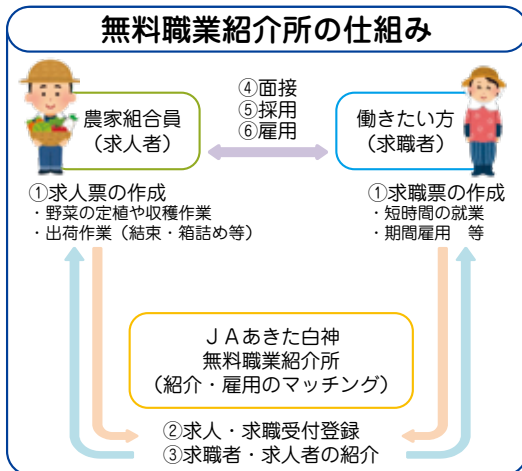 無料職業紹介所の仕組み
④面接
⑤採用
⑥雇用
農家組合員
（求人者）
働きたい方
（求職者）
①求人票の作成
・野菜の定植や収穫作業
・出荷作業（結束・箱詰め等）
①求職票の作成
・短時間の就業
・期間雇用　等
ＪＡあきた白神
無料職業紹介所
（紹介・雇用のマッチング）
②求人・求職受付登録
③求職者・求人者の紹介